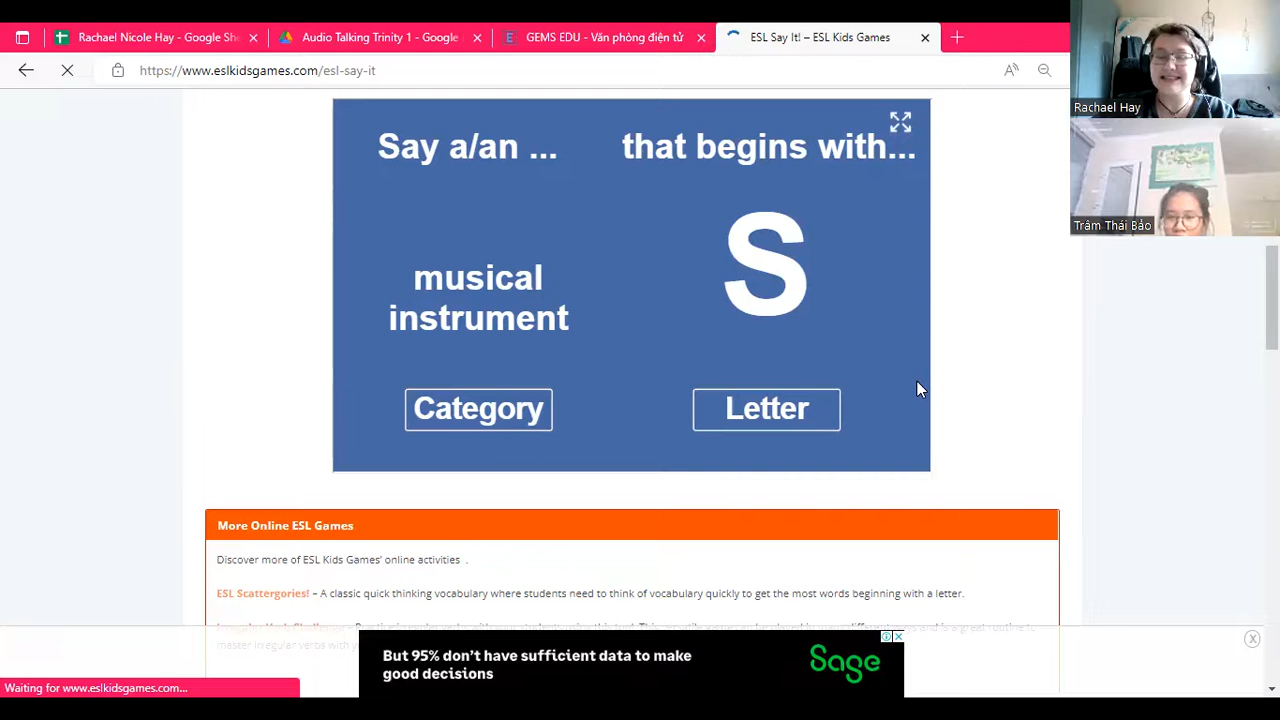 Rachael Nicole Hay - Google She
Audio Talking Trinity 1 - Google
GEMS EDU - Văn phòng điện tử
ESL Say It! – ESL Kids Games
https://www.eslkidsgames.com/esl-say-it
Rachael Hay
Trâm Thái Bảo
Say a/an ...
that begins with...
musical
instrument
S
Category
Letter
More Online ESL Games
Discover more of ESL Kids Games' online activities .
ESL Scattergories! – A classic quick thinking vocabulary where students need to think of vocabulary quickly to get the most words beginning with a letter.
master irregular verbs with
But 95% don't have sufficient data to make
good decisions
Sage
Waiting for www.eslkidsgames.com...